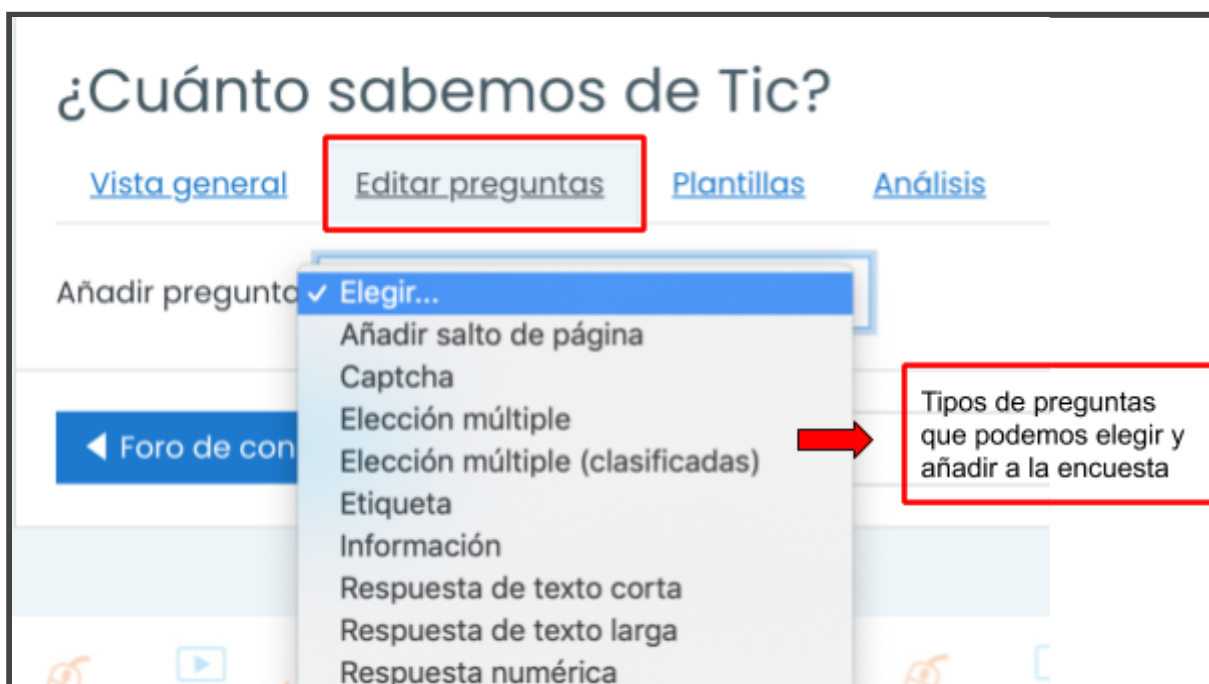 ¿Cuánto sabemos de Tic?
Vista general Editar preguntas Plantillas Análisis
Añadir pregunta ✓ Elegir...
Añadir salto de página
Captcha
Elección múltiple
Elección múltiple (clasificadas)
Etiqueta
Información
Respuesta de texto corta
Respuesta de texto larga
Respuesta numérica
◀ Foro de con
Tipos de preguntas
que podemos elegir y
añadir a la encuesta